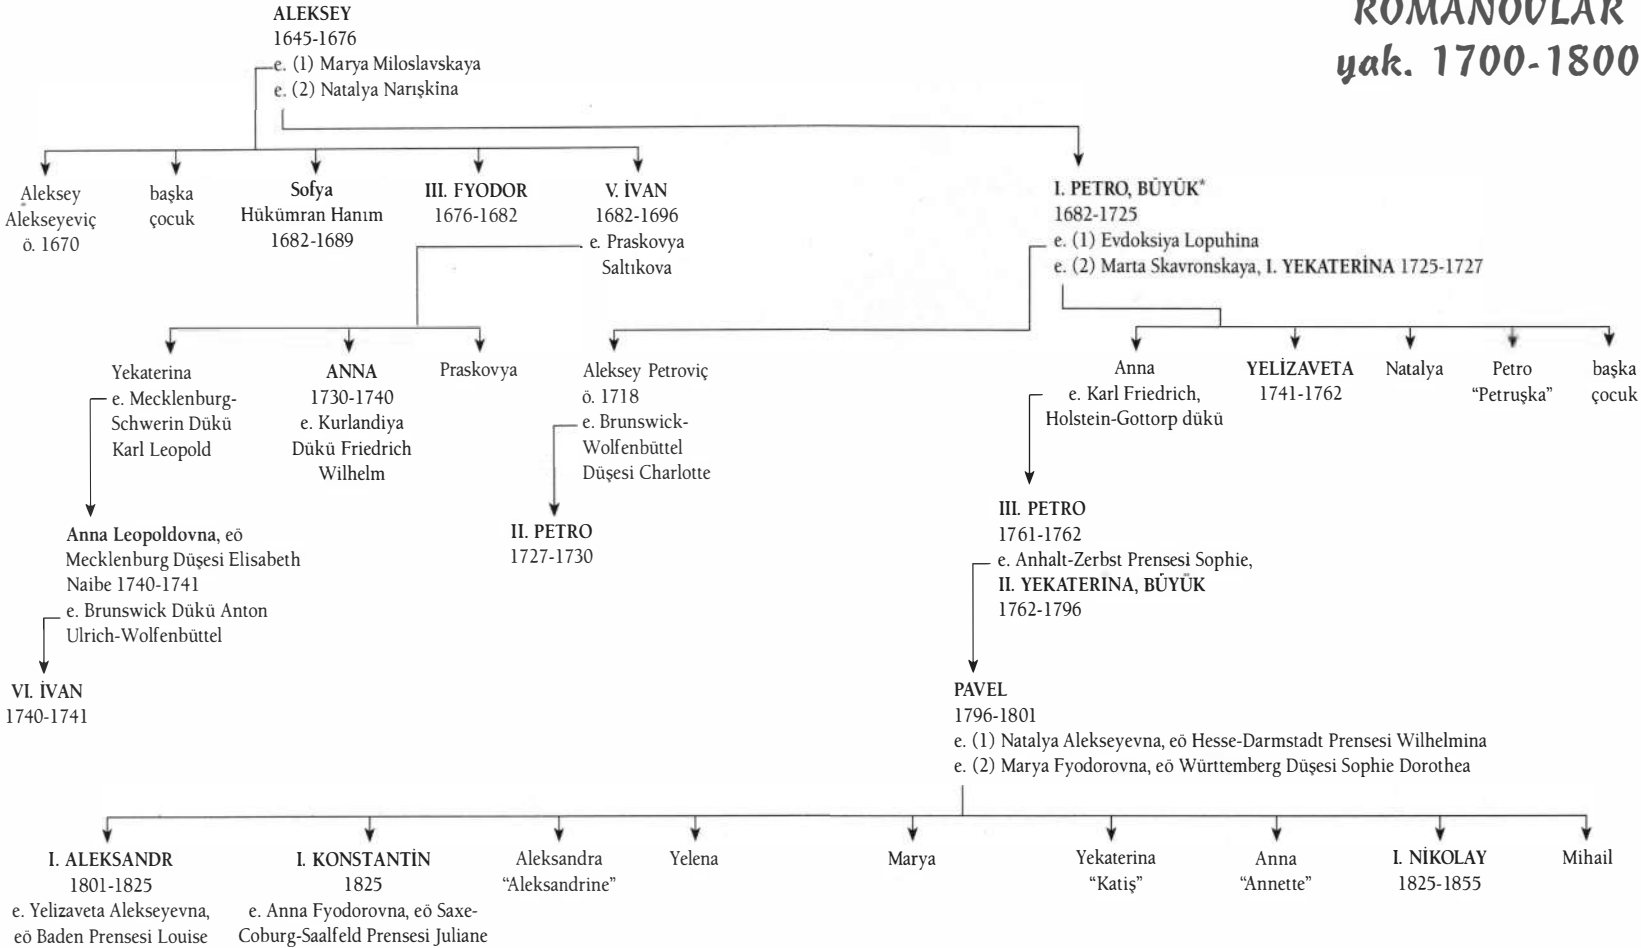 ROMANOVLAR
yak. 1700-1800
ALEKSEY
1645-1676
e. (1) Marya Miloslavskaya
e. (2) Natalya Narışkina
Aleksey
Alekseyeviç
ö. 1670
başka
çocuk
Sofya
Hükümran Hanım
1682-1689
III. FYODOR
1676-1682
V. İVAN
1682-1696
e. Praskovya
Saltıkova
I. PETRO, BÜYÜK*
1682-1725
e. (1) Evdoksiya Lopuhina
e. (2) Marta Skavronskaya, I. YEKATERİNA 1725-1727
Yekaterina
e. Mecklenburg-
Schwerin Dükü
Karl Leopold
ANNA
1730-1740
e. Kurlandiya
Dükü Friedrich
Wilhelm
Praskovya
Aleksey Petroviç
ö. 1718
e. Brunswick-
Wolfenbüttel
Düşesi Charlotte
Anna
e. Karl Friedrich,
Holstein-Gottorp dükü
YELİZAVETA
1741-1762
Natalya
Petro
“Petruşka”
başka
çocuk
Anna Leopoldovna, eö
Mecklenburg Düşesi Elisabeth
Naibe 1740-1741
e. Brunswick Dükü Anton
Ulrich-Wolfenbüttel
II. PETRO
1727-1730
III. PETRO
1761-1762
e. Anhalt-Zerbst Prensesi Sophie,
II. YEKATERINA, BÜYÜK
1762-1796
VI. İVAN
1740-1741
PAVEL
1796-1801
e. (1) Natalya Alekseyevna, eö Hesse-Darmstadt Prensesi Wilhelmina
e. (2) Marya Fyodorovna, eö Württemberg Düşesi Sophie Dorothea
I. ALEKSANDR
1801-1825
e. Yelizaveta Alekseyevna,
eö Baden Prensesi Louise
I. KONSTANTİN
1825
e. Anna Fyodorovna, eö Saxe-
Coburg-Saalfeld Prensesi Juliane
Aleksandra
“Aleksandrine”
Yelena
Marya
Yekaterina
“Katiş”
Anna
“Annette”
I. NİKOLAY
1825-1855
Mihail